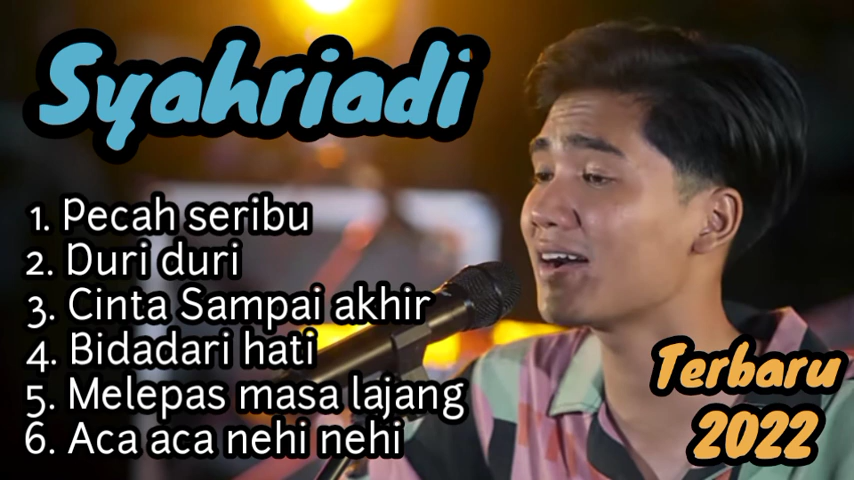 Syahriadi
1. Pecah seribu
2. Duri duri
3. Cinta Sampai akhir
4. Bidadari hati
5. Melepas masa lajang
6. Aca aca nehi nehi
Terbaru
2022